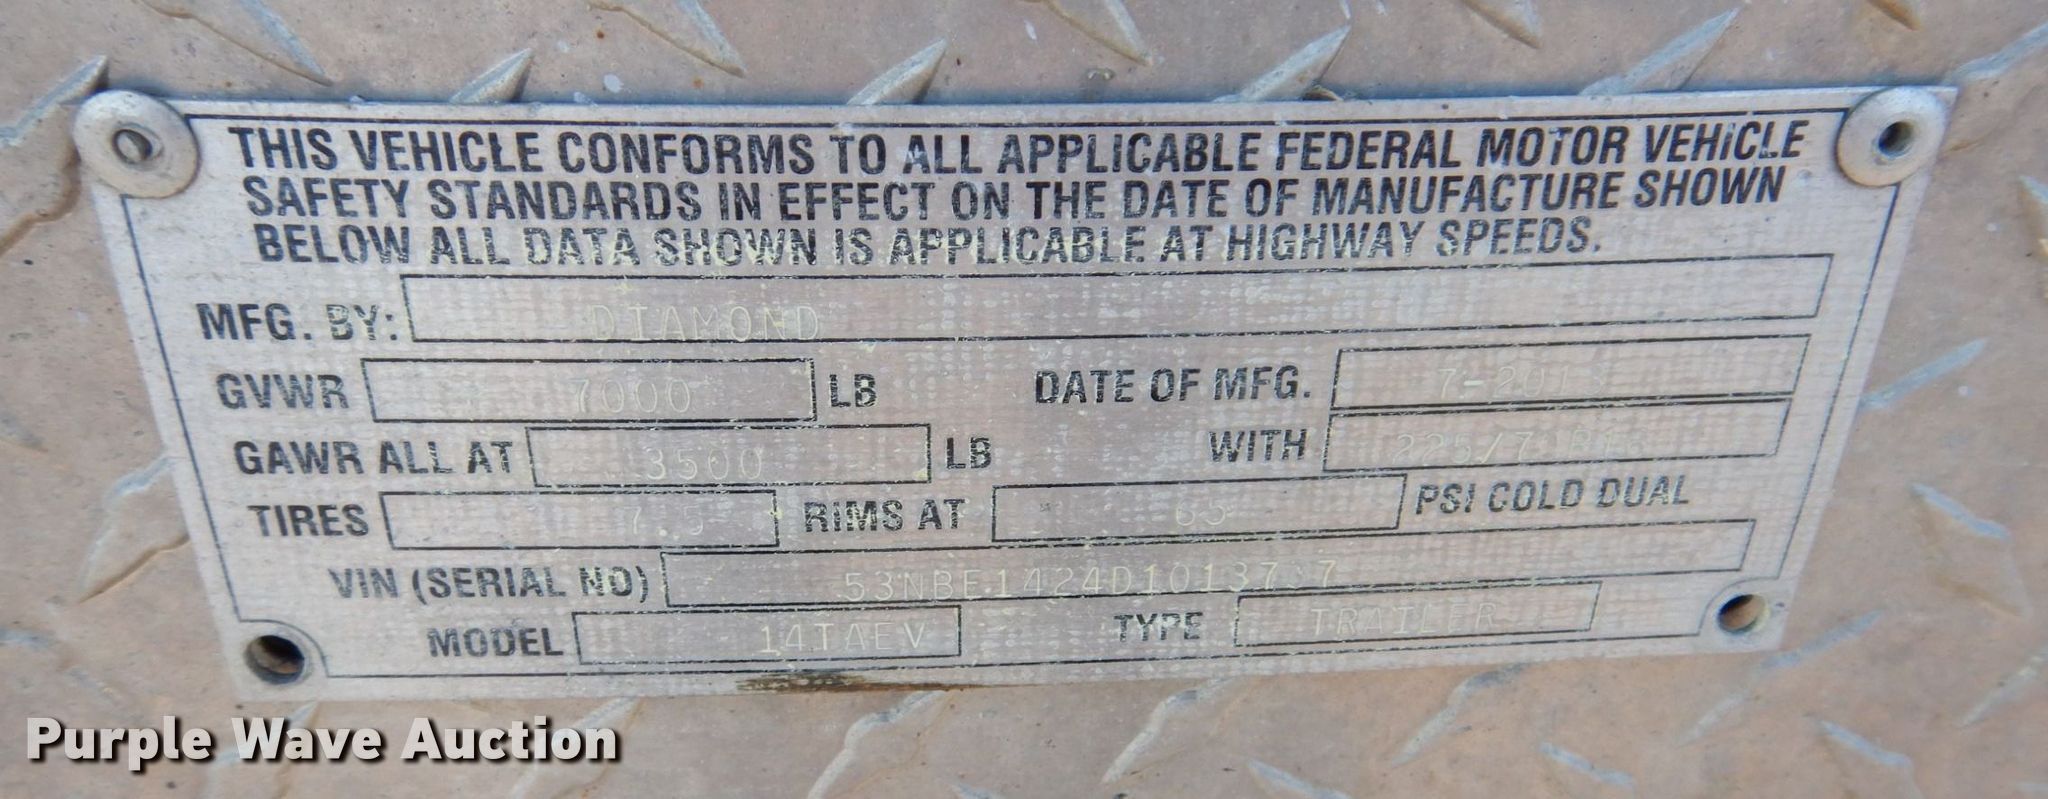 THIS VEHICLE CONFORMS TO ALL APPLICABLE FEDERAL MOTOR VEHICLE
SAFETY STANDARDS IN EFFECT ON THE DATE OF MANUFACTURE SHOWN
BELOW ALL DATA SHOWN IS APPLICABLE AT HIGHWAY SPEEDS.
MFG. BY: DIAMOND
GVWR 7000 LB DATE OF MFG.
GAWR ALL AT 3500 LB WITH
TIRES RIMS AT 65 PSI COLD DUAL
VIN (SERIAL NO)
MODEL 14TAEV TYPE TRAILER
Purple Wave Auction